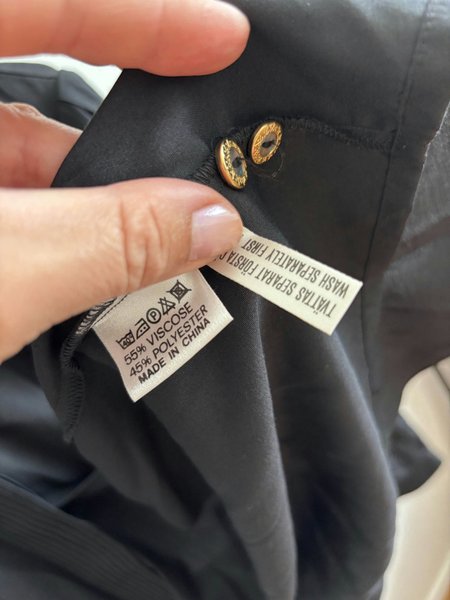 55% VISCOSE
45% POLYESTER
MADE IN CHINA
TVÄTTAS SEPARAT FÖRSTA
WASH SEPARATELY FIRST